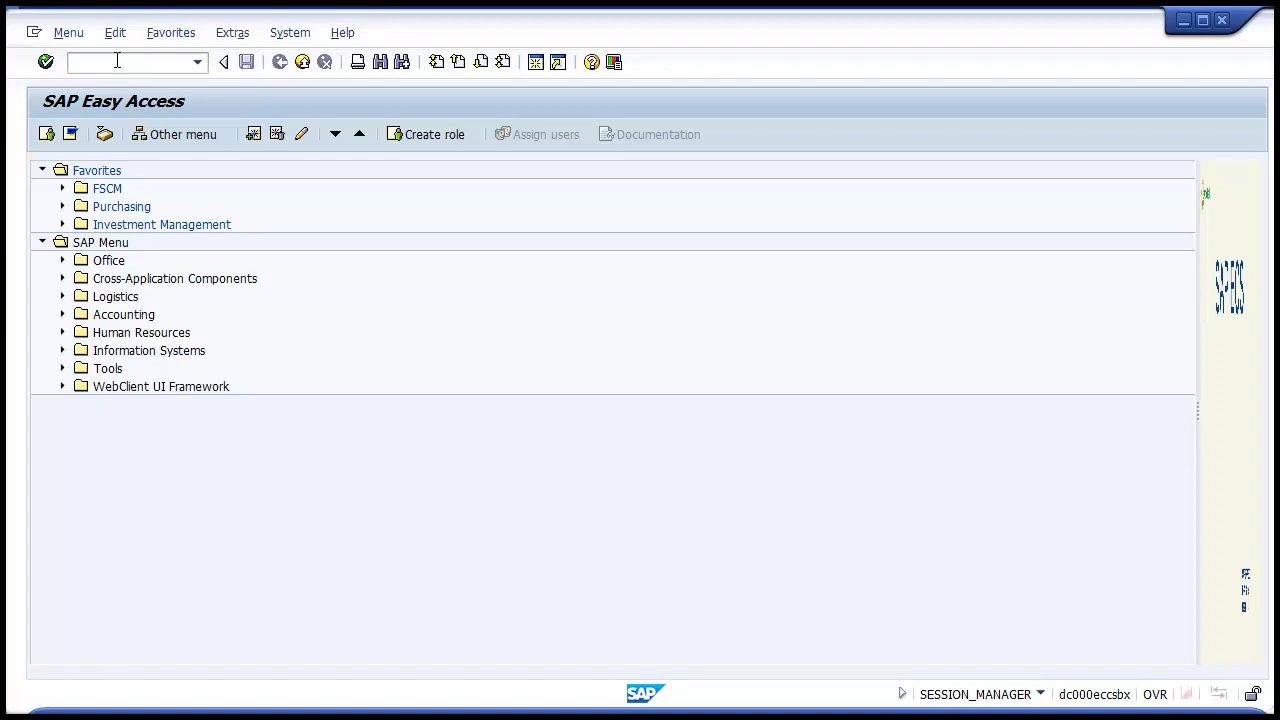 Menu Edit Favorites Extras System Help
SAP Easy Access
Other menu Create role Assign users Documentation
Favorites
FSCM
Purchasing
Investment Management
SAP Menu
Office
Cross-Application Components
Logistics
Accounting
Human Resources
Information Systems
Tools
WebClient UI Framework
SAP ECS
SAP SESSION_MANAGER dc000eccsbx OVR